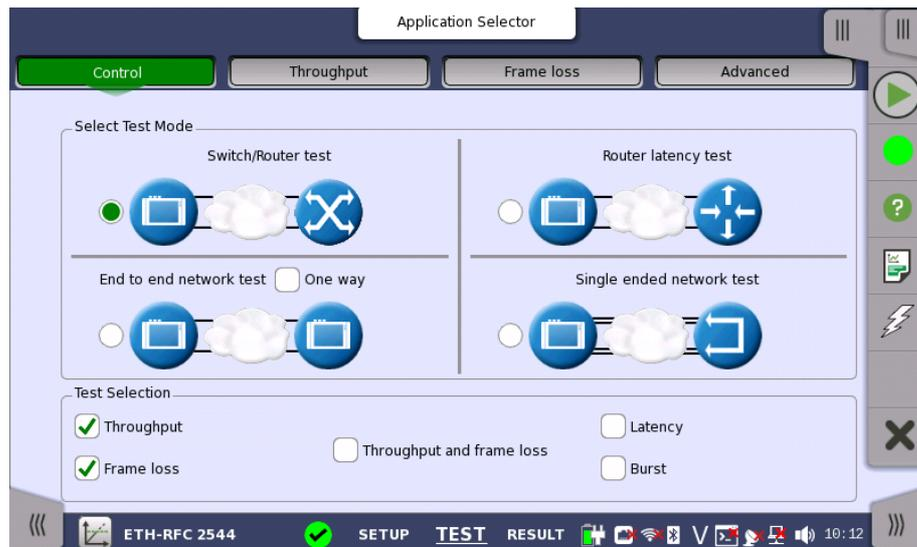 Application Selector
Control Throughput Frame loss Advanced
Select Test Mode
Switch/Router test Router latency test
End to end network test One way Single ended network test
Test Selection
Throughput Latency
Throughput and frame loss
Frame loss Burst
ETH-RFC 2544 SETUP TEST RESULT 10:12